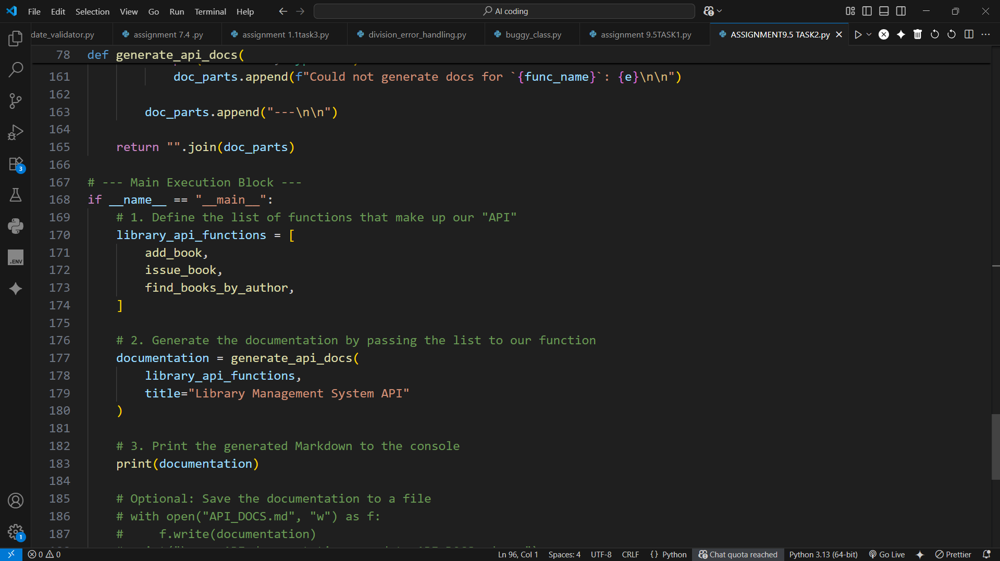 File Edit Selection View Go Run Terminal Help AI coding
date_validator.py assignment 7.4 .py assignment 1.1task3.py division_error_handling.py buggy_class.py assignment 9.5TASK1.py ASSIGNMENT9.5 TASK2.py
78 def generate_api_docs(
161 doc_parts.append(f"Could not generate docs for `{func_name}`: {e}\n\n")
162
163 doc_parts.append("---\n\n")
164
165 return "".join(doc_parts)
166
167 # --- Main Execution Block ---
168 if __name__ == "__main__":
169 # 1. Define the list of functions that make up our "API"
170 library_api_functions = [
171 add_book,
172 issue_book,
173 find_books_by_author,
174 ]
175
176 # 2. Generate the documentation by passing the list to our function
177 documentation = generate_api_docs(
178 library_api_functions,
179 title="Library Management System API"
180 )
181
182 # 3. Print the generated Markdown to the console
183 print(documentation)
184
185 # Optional: Save the documentation to a file
186 # with open("API_DOCS.md", "w") as f:
187 #     f.write(documentation)
3
.ENV
1
0 0 Ln 96, Col 1 Spaces: 4 UTF-8 CRLF {} Python Chat quota reached Python 3.13 (64-bit) Go Live Prettier